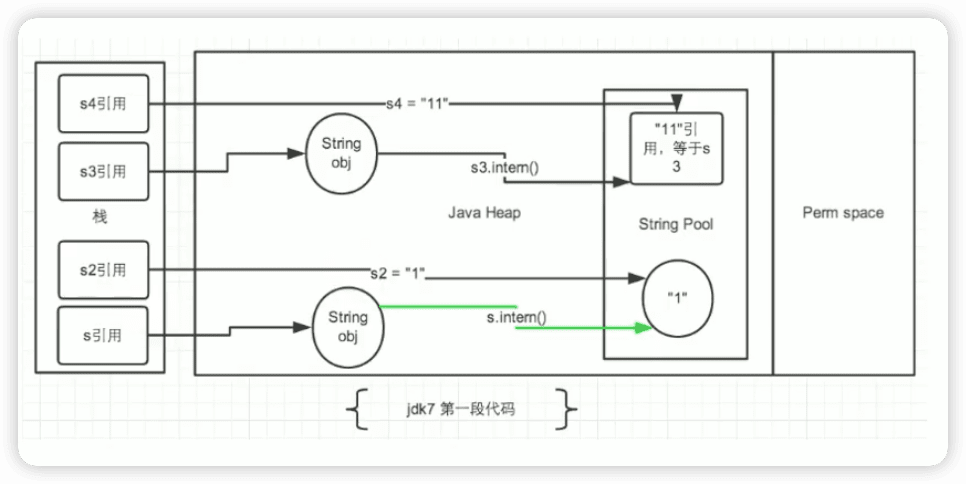 s4引用
s4 = "11"
"11"引
用，等于s
3
String
obj
s3引用
s3.intern()
栈
Java Heap
String Pool
Perm space
s2引用
s2 = "1"
"1"
s引用
String
obj
s.intern()
jdk7 第一段代码